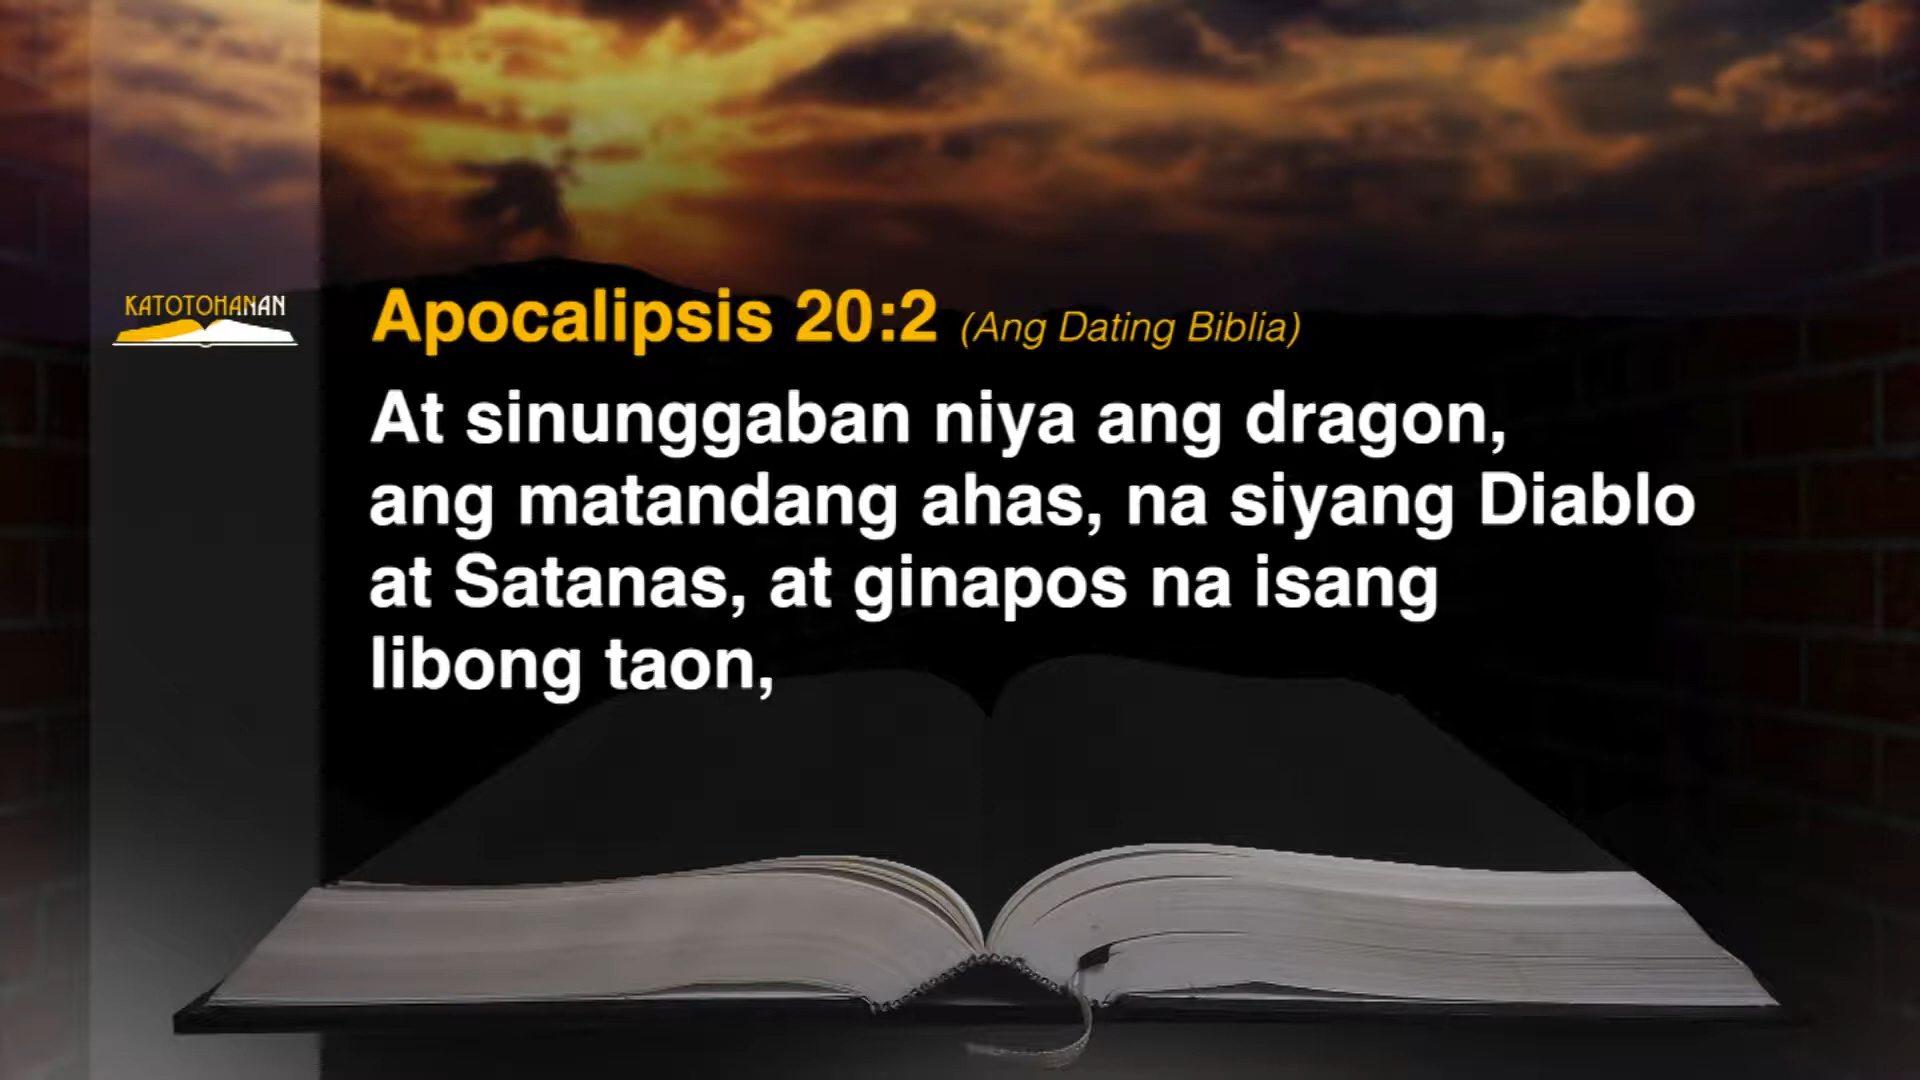 KATOTOHANAN
Apocalipsis 20:2 (Ang Dating Biblia)
At sinunggaban niya ang dragon,
ang matandang ahas, na siyang Diablo
at Satanas, at ginapos na isang
libong taon,